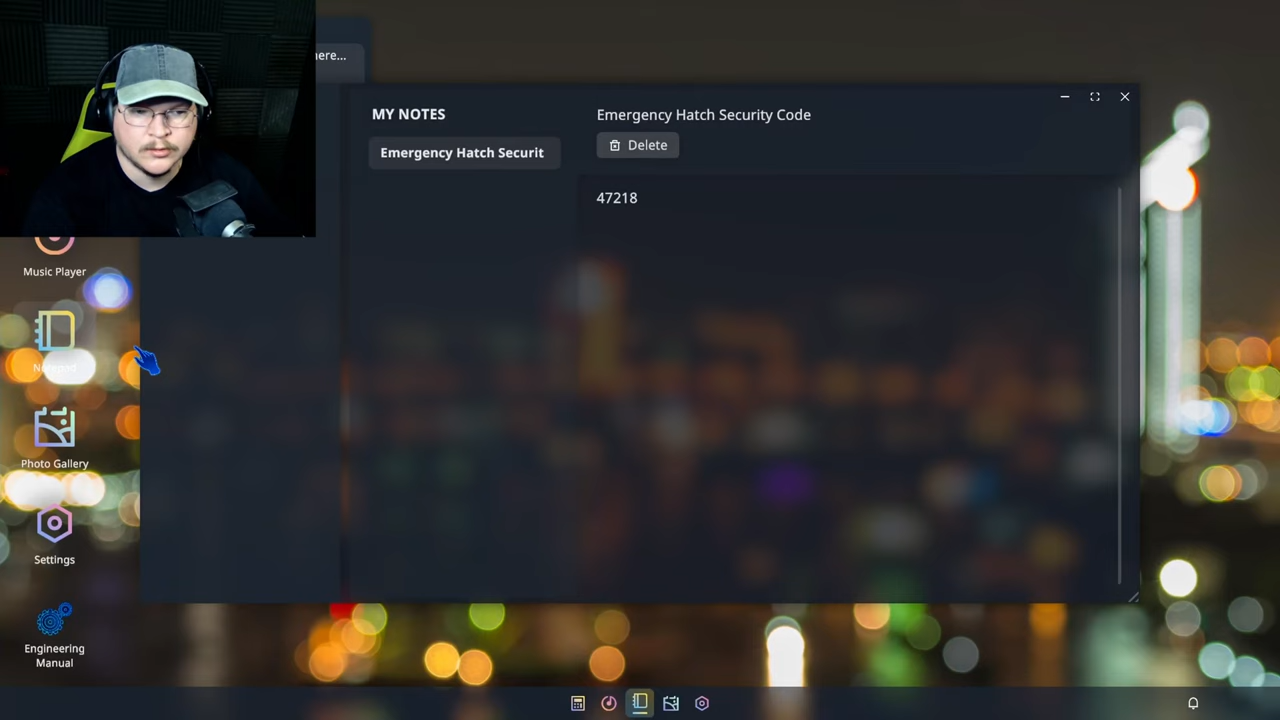 here...
MY NOTES
Emergency Hatch Securit
Emergency Hatch Security Code
Delete
47218
Music Player
Notepad
Photo Gallery
Settings
Engineering
Manual